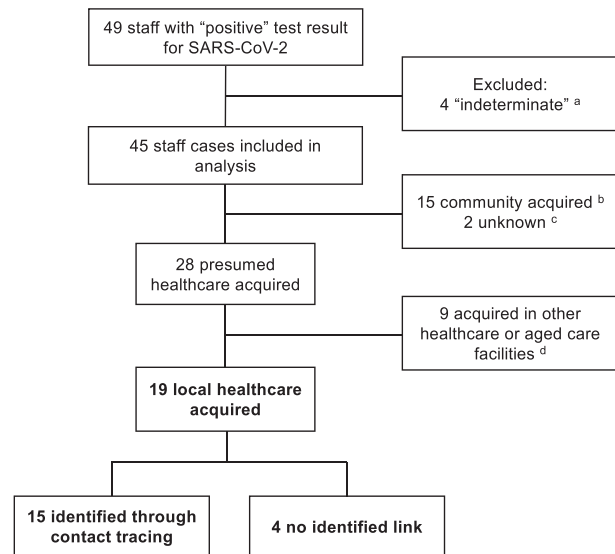 49 staff with “positive” test result
for SARS-CoV-2
Excluded:
4 “indeterminate” a
45 staff cases included in
analysis
15 community acquired b
2 unknown c
28 presumed
healthcare acquired
9 acquired in other
healthcare or aged care
facilities d
19 local healthcare
acquired
15 identified through
contact tracing
4 no identified link